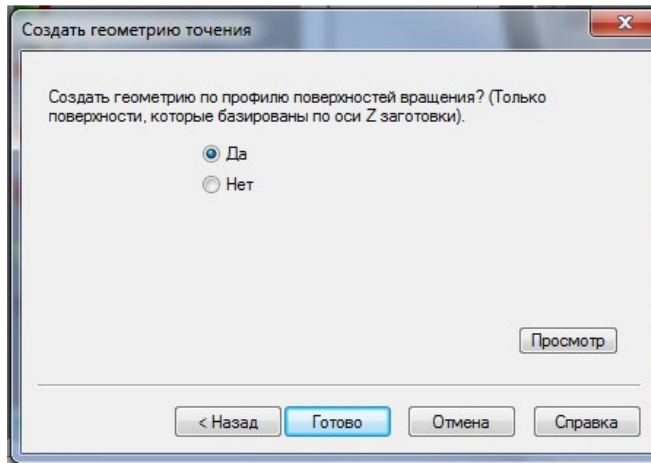 Создать геометрию точения
Создать геометрию по профилю поверхностей вращения? (Только
поверхности, которые базированы по оси Z заготовки).
Да
Нет
Просмотр
< Назад
Готово
Отмена
Справка